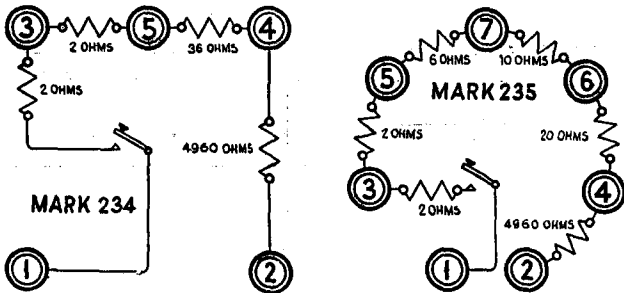 3 5 4
2 OHMS 36 OHMS
2 OHMS
4960 OHMS
MARK 234
1 2
7
6 OHMS 10 OHMS
5 6
MARK 235
2 OHMS 20 OHMS
3 4
2 OHMS
4960 OHMS
1 2